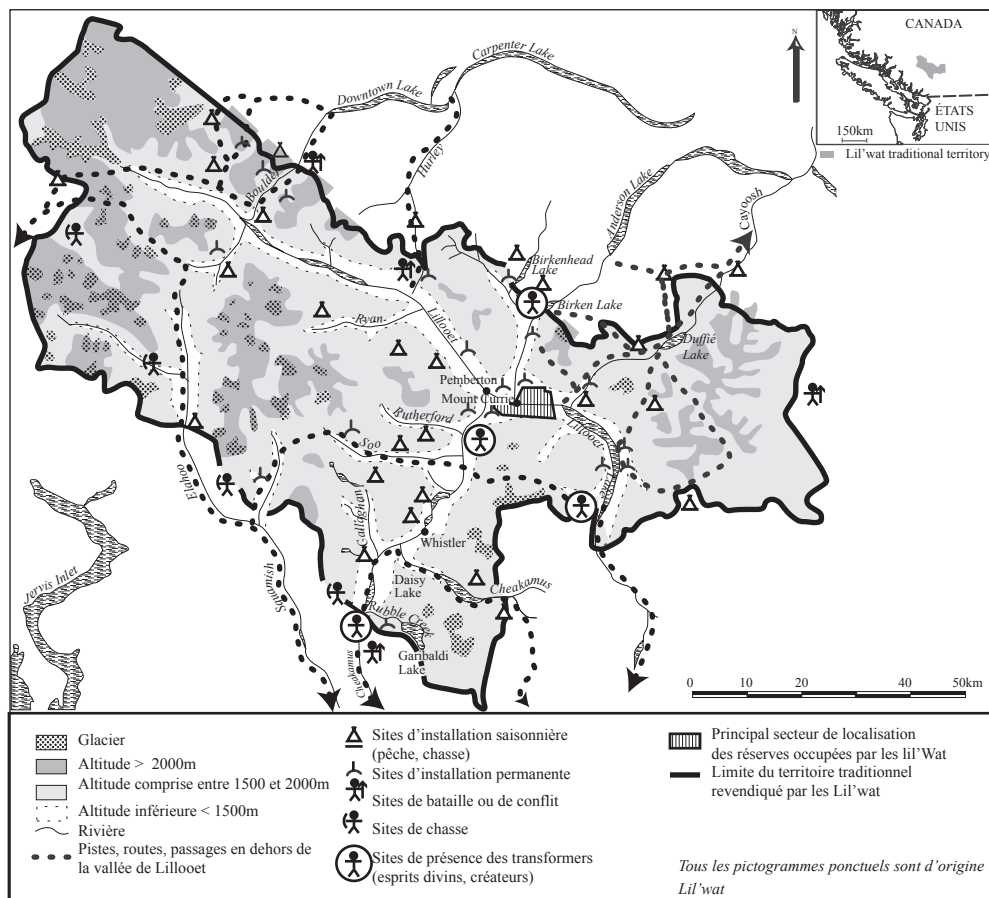 CANADA
ÉTATS
UNIS
150km
Lil'wat traditional territory
N
Carpenter Lake
Downtown Lake
Hurley
Boulder
Anderson Lake
Cayoosh
Birkenhead
Lake
Birken Lake
Lillooet
Ryan
Duffié
Lake
Pemberton
Mount Currie
Rutherford
Lillooet
Lake
Soo
Elahoo
Callaghan
Whistler
Squamish
Jervis Inlet
Daisy
Lake
Cheakamus
Rubble Creek
Garibaldi
Lake
Cheakamus
0 10 20 30 40 50km
Glacier
Altitude > 2000m
Altitude comprise entre 1500 et 2000m
Altitude inférieure < 1500m
Rivière
Pistes, routes, passages en dehors de
la vallée de Lillooet
Sites d'installation saisonnière
(pêche, chasse)
Sites d'installation permanente
Sites de bataille ou de conflit
Sites de chasse
Sites de présence des transformers
(esprits divins, créateurs)
Principal secteur de localisation
des réserves occupées par les lil'Wat
Limite du territoire traditionnel
revendiqué par les Lil'wat
Tous les pictogrammes ponctuels sont d'origine
Lil'wat